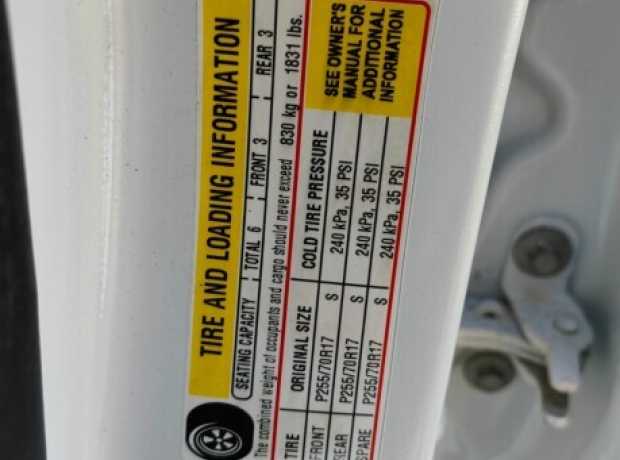 TIRE AND LOADING INFORMATION
SEATING CAPACITY TOTAL 6 FRONT 3 REAR 3
The combined weight of occupants and cargo should never exceed 830 kg or 1831 lbs.
TIRE ORIGINAL SIZE COLD TIRE PRESSURE
FRONT P255/70R17 S 240 kPa, 35 PSI
REAR P255/70R17 S 240 kPa, 35 PSI
SPARE P255/70R17 S 240 kPa, 35 PSI
SEE OWNER'S
MANUAL FOR
ADDITIONAL
INFORMATION